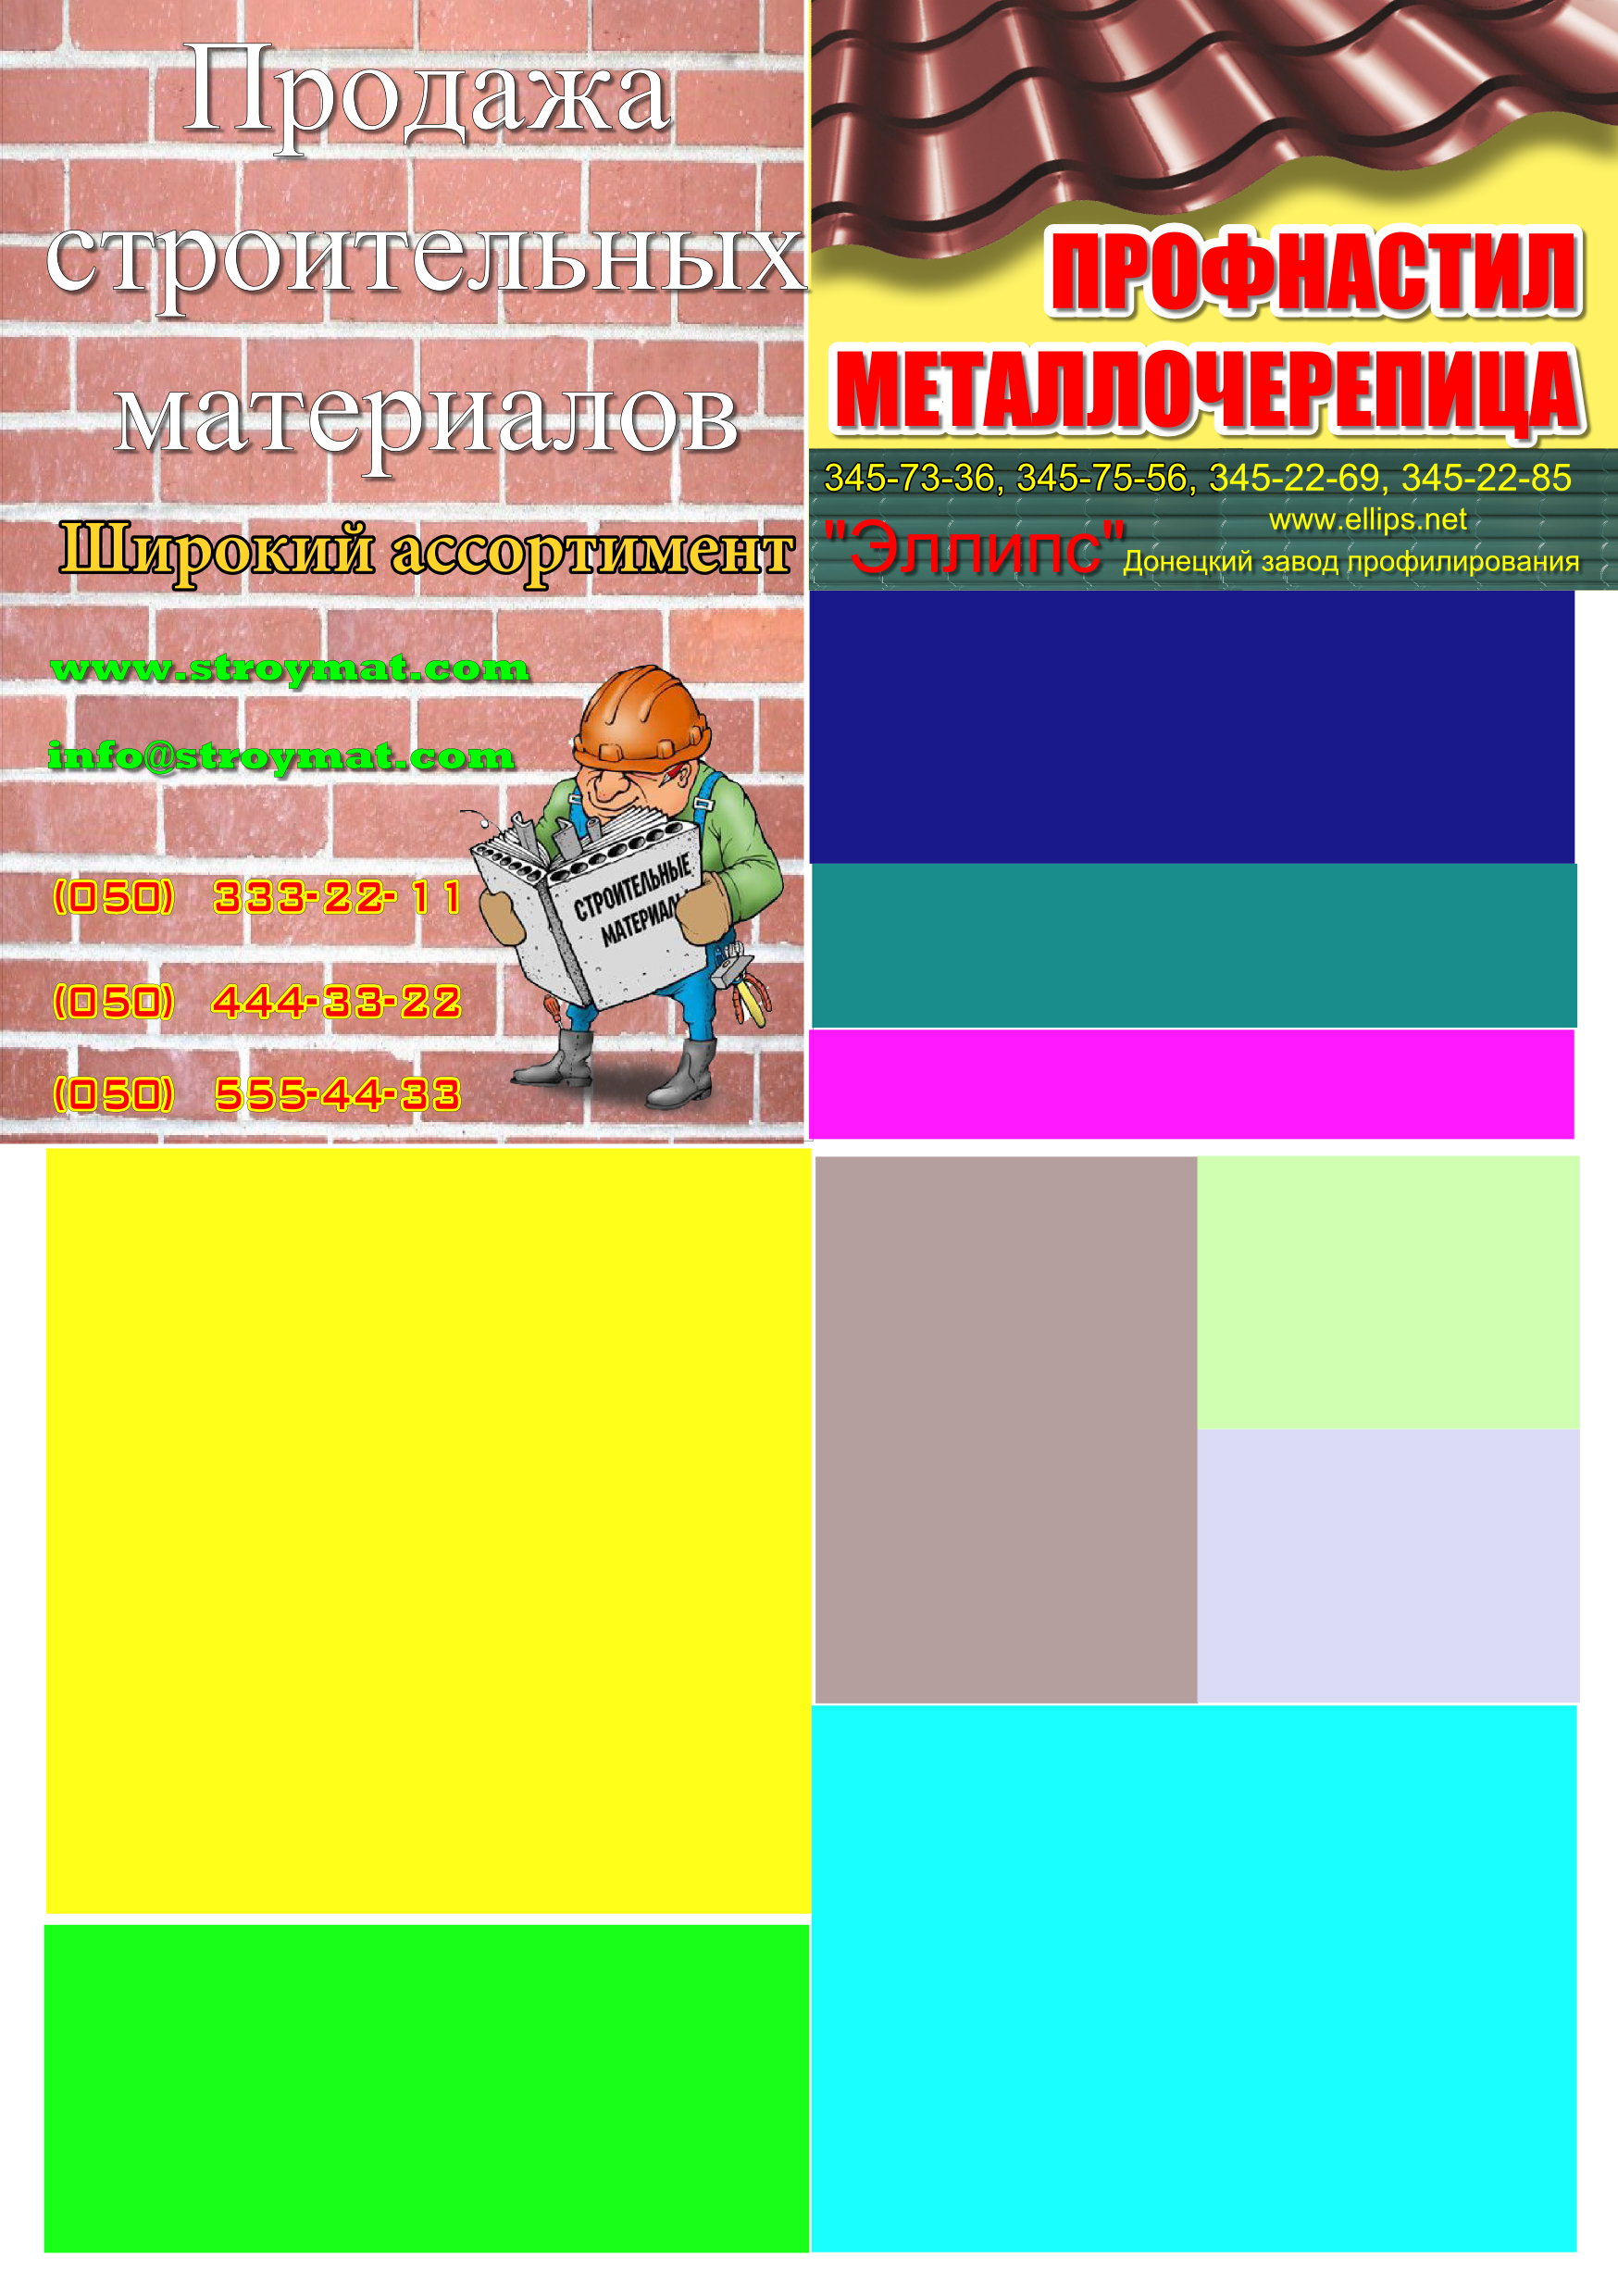 Продажа
строительных
материалов
Широкий ассортимент
www.stroymat.com
info@stroymat.com
(050) 333-22-11
(050) 444-33-22
(050) 555-44-33
СТРОИТЕЛЬНЫЕ
МАТЕРИАЛЫ
ПРОФНАСТИЛ
МЕТАЛЛОЧЕРЕПИЦА
345-73-36, 345-75-56, 345-22-69, 345-22-85
www.ellips.net
"Эллипс" Донецкий завод профилирования